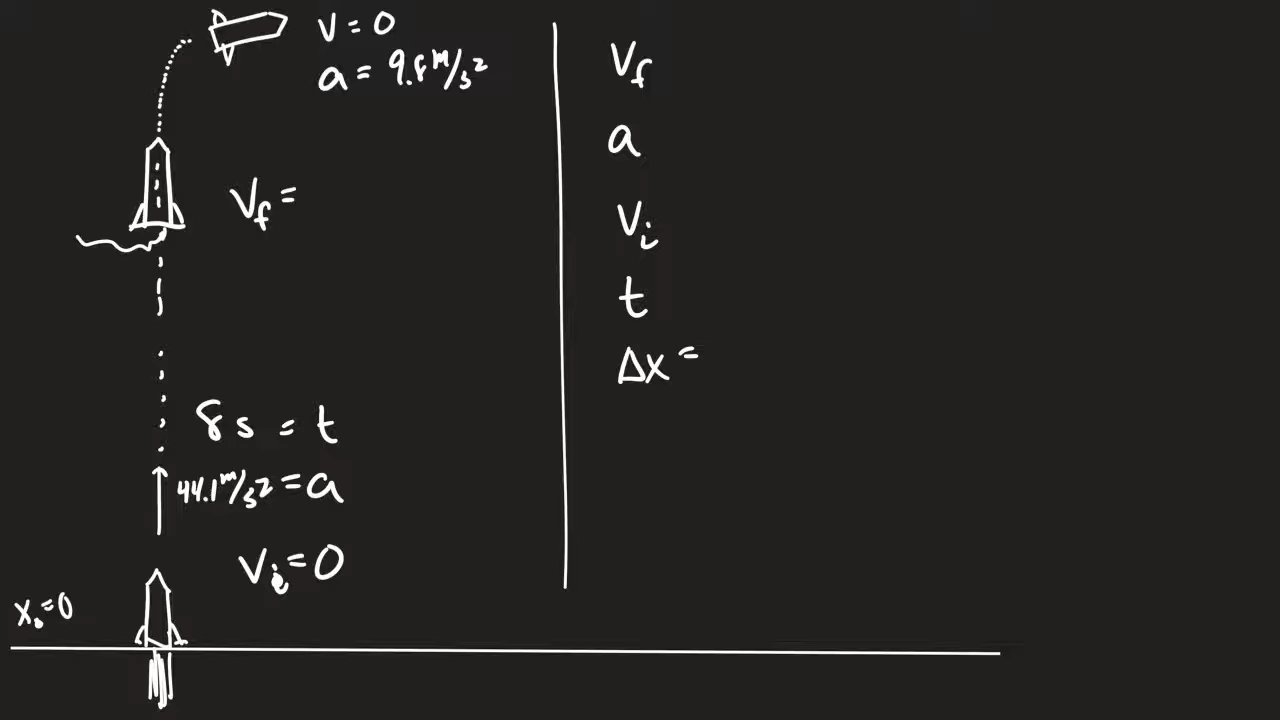 v = 0
a = 9.8 m/s²
Vf =
8 s = t
44.1 m/s² = a
Vi = 0
x₀ = 0
Vf
a
Vi
t
Δx =